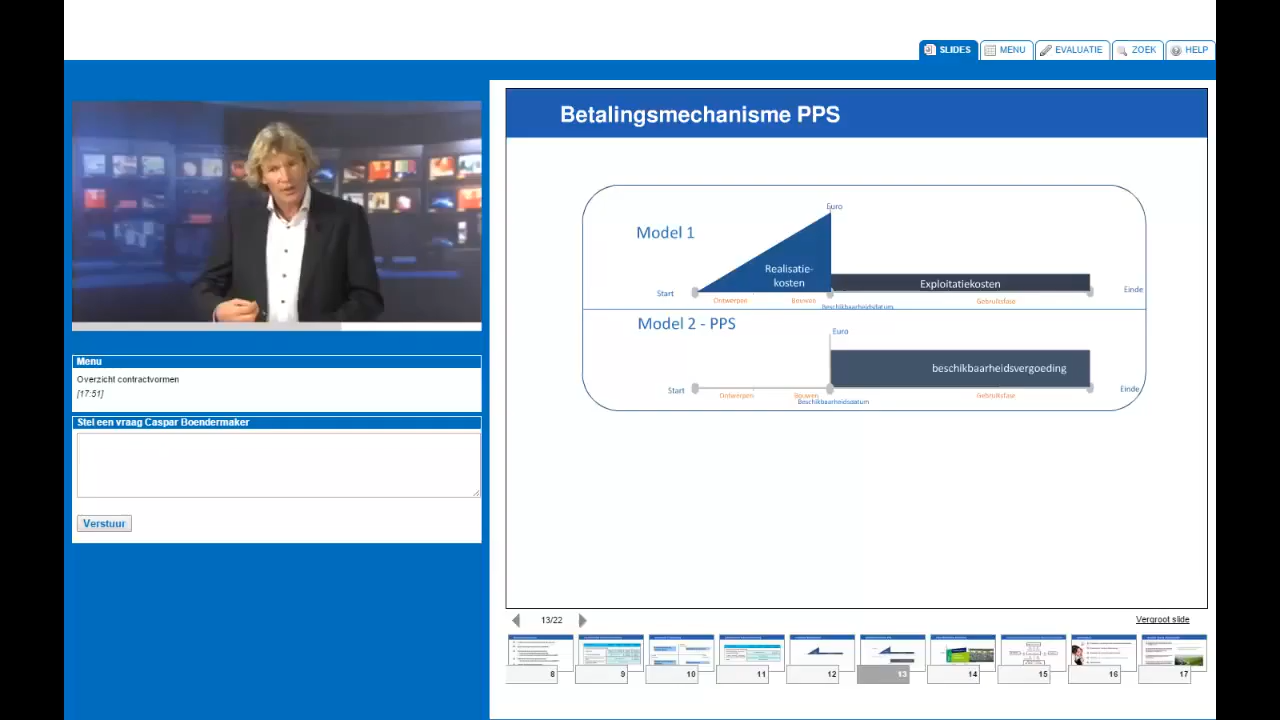 SLIDES
MENU
EVALUATIE
ZOEK
HELP
Betalingsmechanisme PPS
Euro
Model 1
Realisatie-
kosten
Exploitatiekosten
Start
Einde
Ontwerpen
Bouwen
Gebruiksfase
Beschikbaarheidsdatum
Model 2 - PPS
Euro
beschikbaarheidsvergoeding
Start
Einde
Ontwerpen
Bouwen
Gebruiksfase
Beschikbaarheidsdatum
Menu
Overzicht contractvormen
[17:51]
Stel een vraag Caspar Boendermaker
Verstuur
13/22
Vergroot slide
8
9
10
11
12
13
14
15
16
17